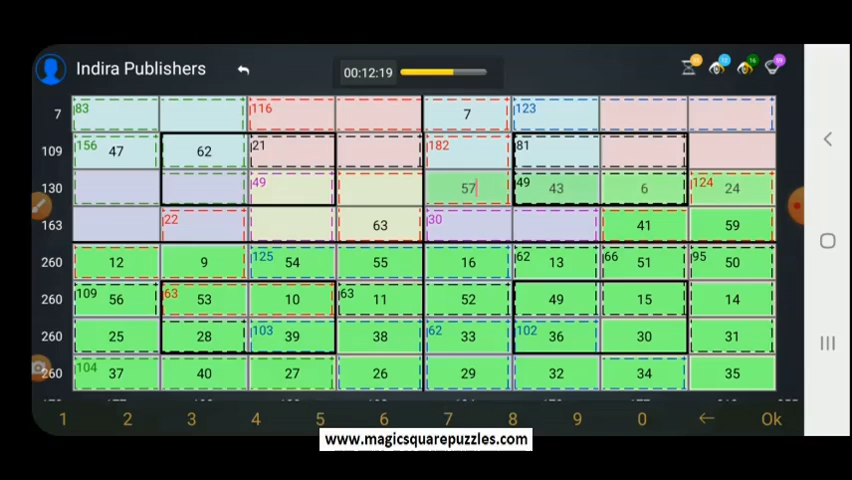 Indira Publishers
00:12:19
7 83 116 7 123
109 156 47 62 21 182 81
130 49 57 49 43 6 124 24
163 22 63 30 41 59
260 12 9 125 54 55 16 62 13 66 51 95 50
260 109 56 63 53 10 63 11 52 49 15 14
260 25 28 103 39 38 62 33 102 36 30 31
260 104 37 40 27 26 29 32 34 35
1 2 3 4 5 6 7 8 9 0 ← Ok
www.magicsquarepuzzles.com